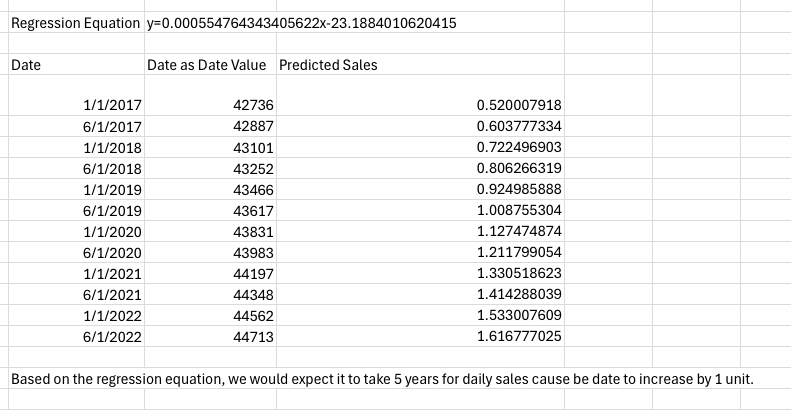 Regression Equation y=0.000554764343405622x-23.1884010620415
Date Date as Date Value Predicted Sales
1/1/2017 42736 0.520007918
6/1/2017 42887 0.603777334
1/1/2018 43101 0.722496903
6/1/2018 43252 0.806266319
1/1/2019 43466 0.924985888
6/1/2019 43617 1.008755304
1/1/2020 43831 1.127474874
6/1/2020 43983 1.211799054
1/1/2021 44197 1.330518623
6/1/2021 44348 1.414288039
1/1/2022 44562 1.533007609
6/1/2022 44713 1.616777025
Based on the regression equation, we would expect it to take 5 years for daily sales cause be date to increase by 1 unit.